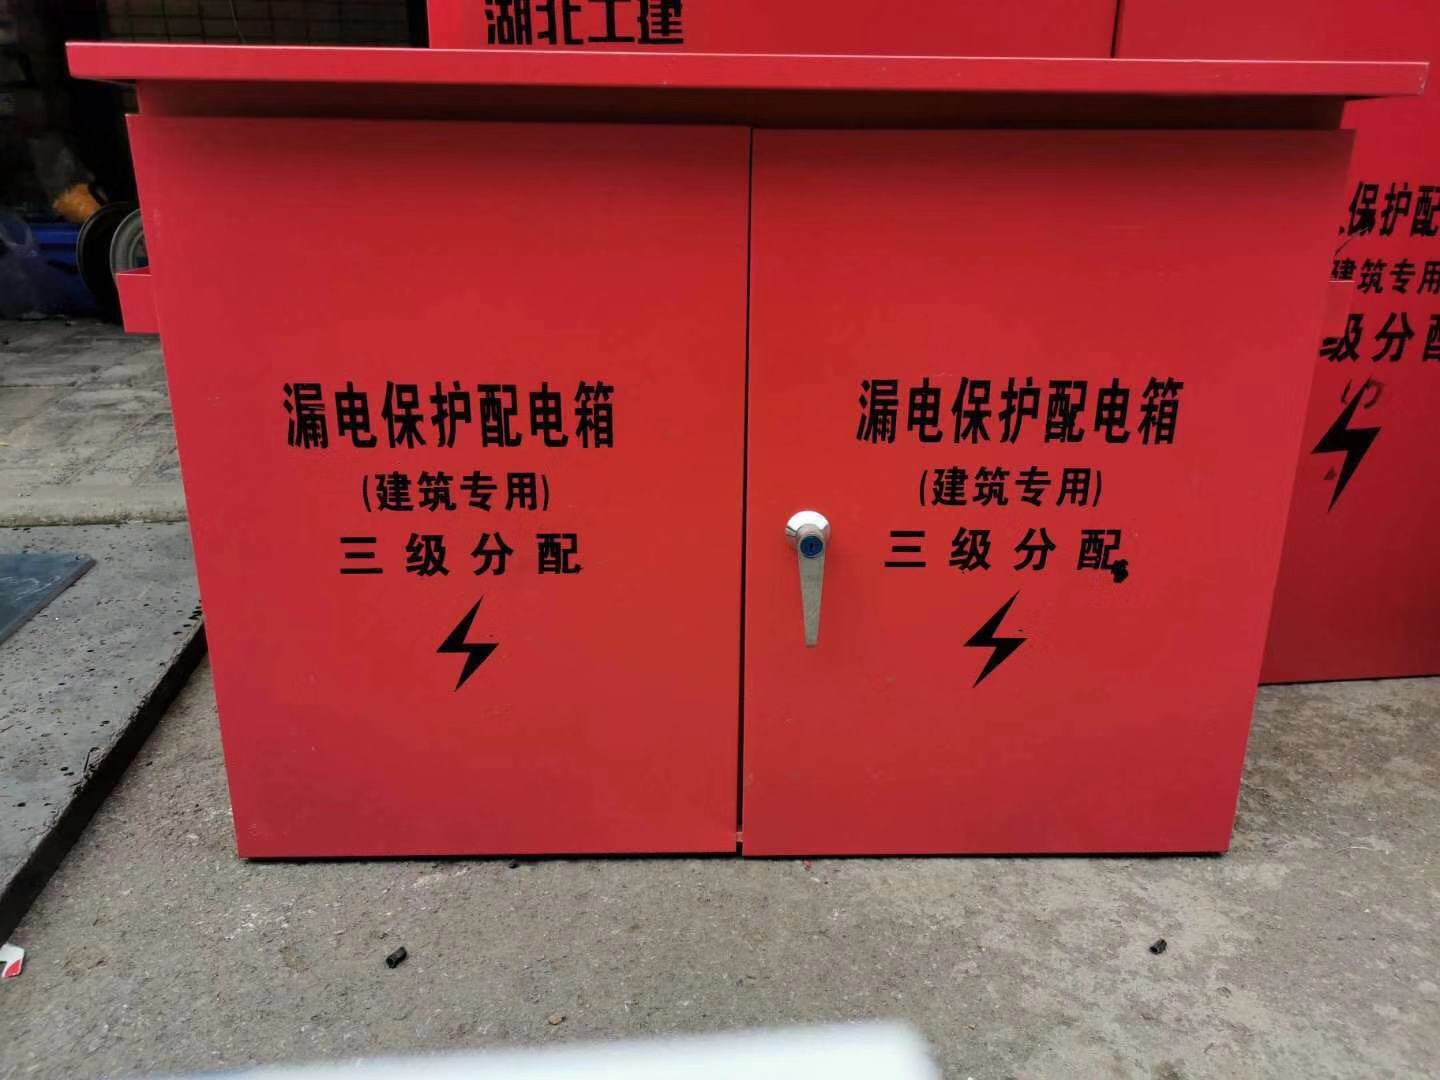 湖北工建
漏电保护配电箱
(建筑专用)
三级分配
漏电保护配电箱
(建筑专用)
三级分配
保护配
建筑专用
级分配